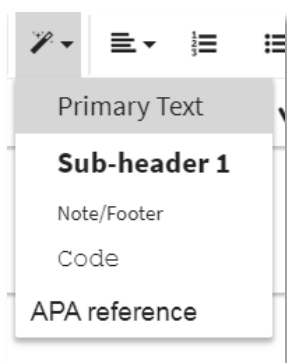 Primary Text
Sub-header 1
Note/Footer
Code
APA reference